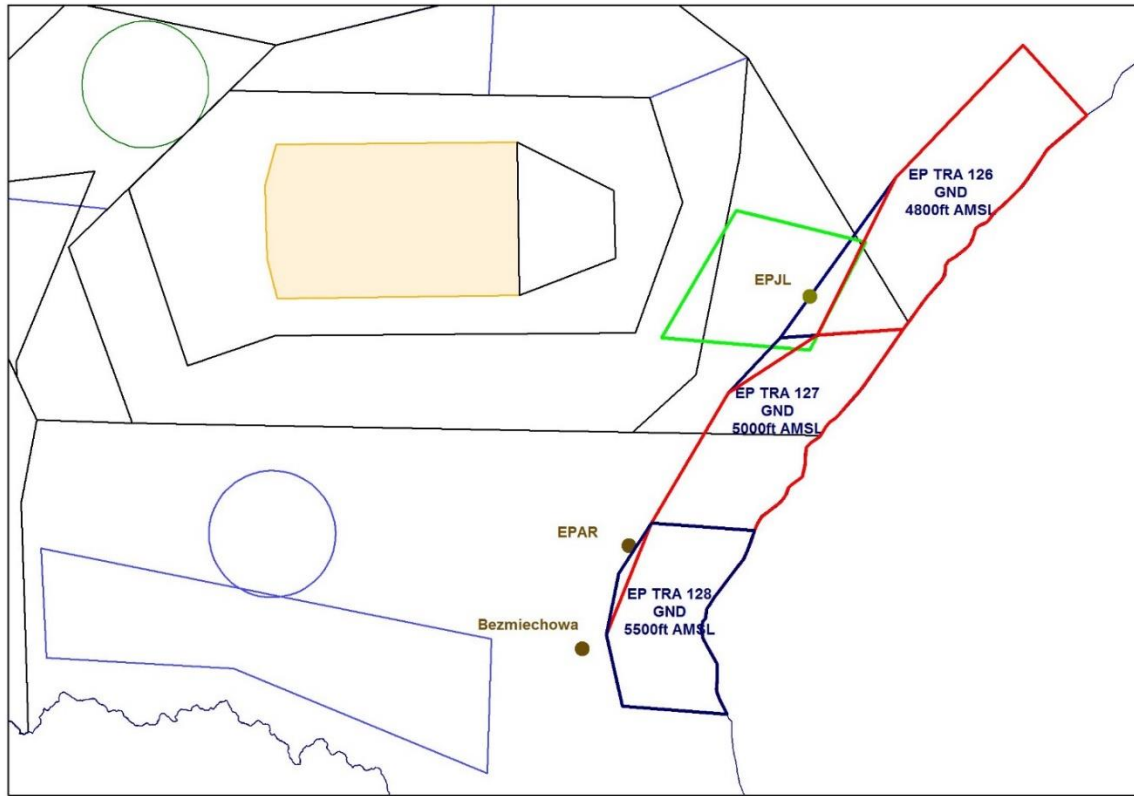 EP TRA 126
GND
4800ft AMSL
EPJL
EP TRA 127
GND
5000ft AMSL
EPAR
EP TRA 128
GND
5500ft AMSL
Bezmiechowa